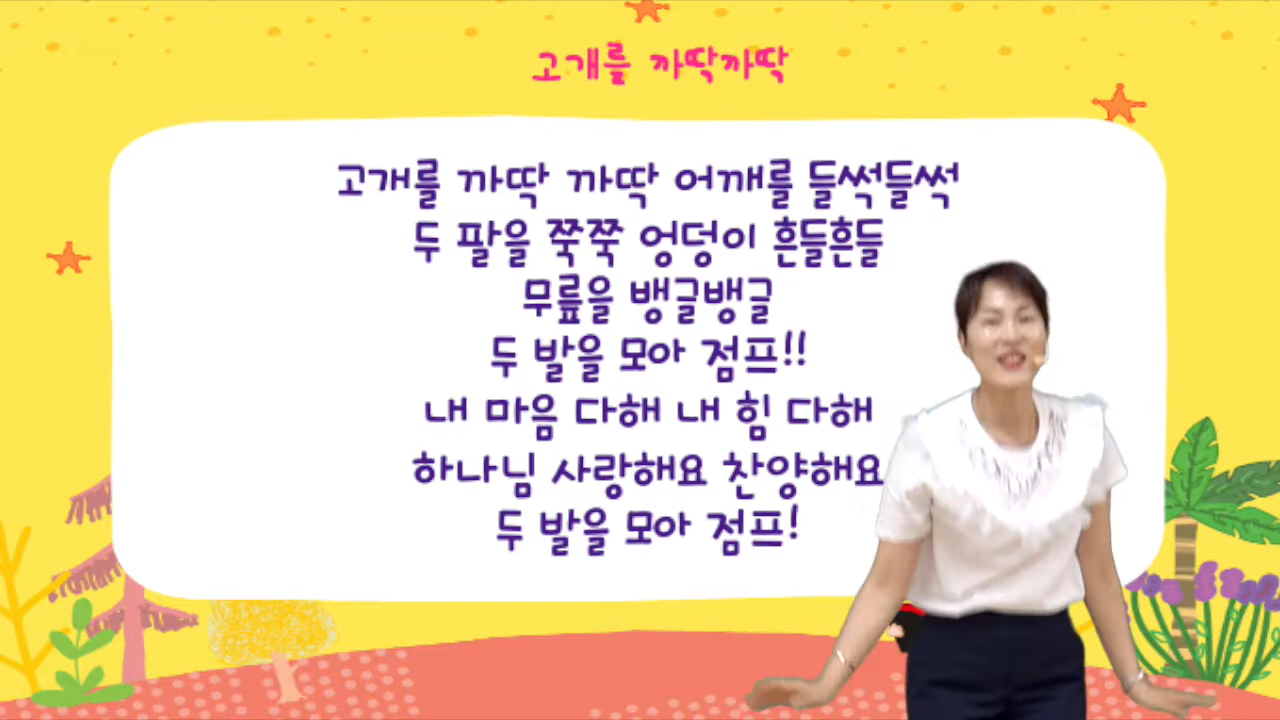 고개를 까딱까딱
고개를 까딱 까딱 어깨를 들썩들썩
두 팔을 쭉쭉 엉덩이 흔들흔들
무릎을 뱅글뱅글
두 발을 모아 점프!!
내 마음 다해 내 힘 다해
하나님 사랑해요 찬양해요
두 발을 모아 점프!